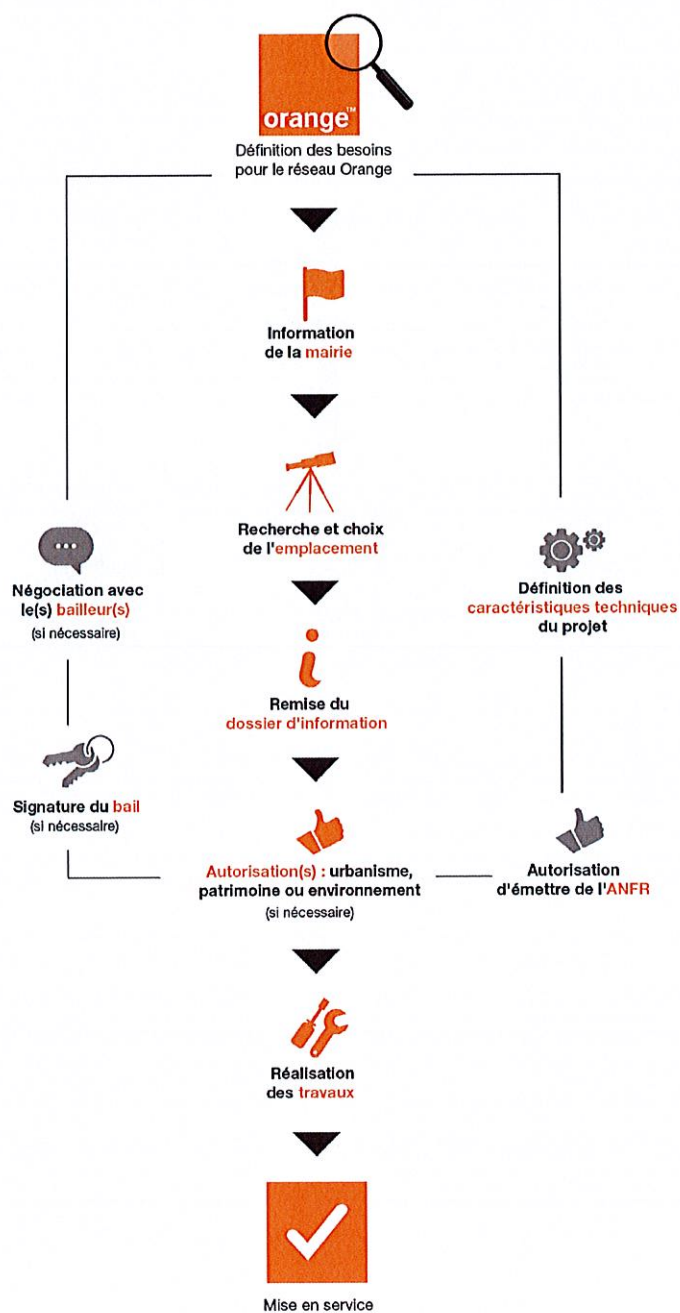 orange™
Définition des besoins
pour le réseau Orange
Information
de la mairie
Recherche et choix
de l'emplacement
Négociation avec
le(s) bailleur(s)
(si nécessaire)
Définition des
caractéristiques techniques
du projet
Remise du
dossier d'information
Signature du bail
(si nécessaire)
Autorisation(s) : urbanisme,
patrimoine ou environnement
(si nécessaire)
Autorisation
d'émettre de l'ANFR
Réalisation
des travaux
Mise en service